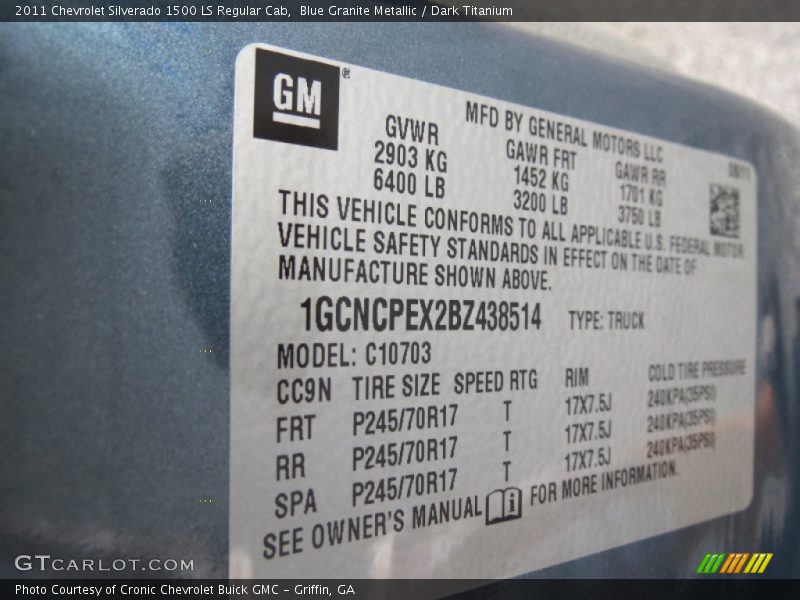 2011 Chevrolet Silverado 1500 LS Regular Cab, Blue Granite Metallic / Dark Titanium
GM®
MFD BY GENERAL MOTORS LLC
GVWR GAWR FRT GAWR RR
2903 KG 1452 KG 1701 KG
6400 LB 3200 LB 3750 LB
THIS VEHICLE CONFORMS TO ALL APPLICABLE U.S. FEDERAL MOTOR
VEHICLE SAFETY STANDARDS IN EFFECT ON THE DATE OF
MANUFACTURE SHOWN ABOVE.
1GCNCPEX2BZ438514 TYPE: TRUCK
MODEL: C10703
CC9N TIRE SIZE SPEED RTG RIM COLD TIRE PRESSURE
FRT P245/70R17 T 17X7.5J 240KPA(35PSI)
RR P245/70R17 T 17X7.5J 240KPA(35PSI)
SPA P245/70R17 T 17X7.5J 240KPA(35PSI)
SEE OWNER'S MANUAL i FOR MORE INFORMATION.
GTCARLOT.COM
Photo Courtesy of Cronic Chevrolet Buick GMC – Griffin, GA